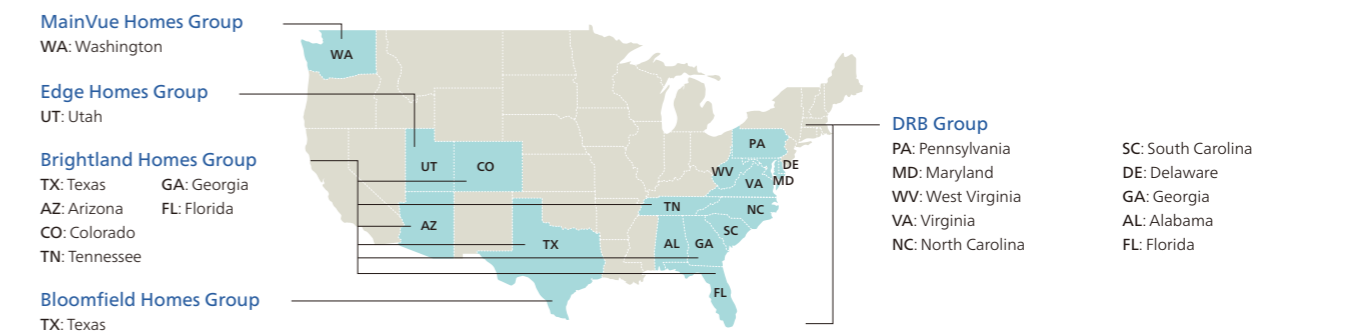 MainVue Homes Group
WA: Washington
Edge Homes Group
UT: Utah
Brightland Homes Group
TX: Texas GA: Georgia
AZ: Arizona FL: Florida
CO: Colorado
TN: Tennessee
Bloomfield Homes Group
TX: Texas
WA
UT
CO
AZ
TX
TN
AL
GA
FL
SC
NC
VA
WV
PA
DE
MD
DRB Group
PA: Pennsylvania SC: South Carolina
MD: Maryland DE: Delaware
WV: West Virginia GA: Georgia
VA: Virginia AL: Alabama
NC: North Carolina FL: Florida